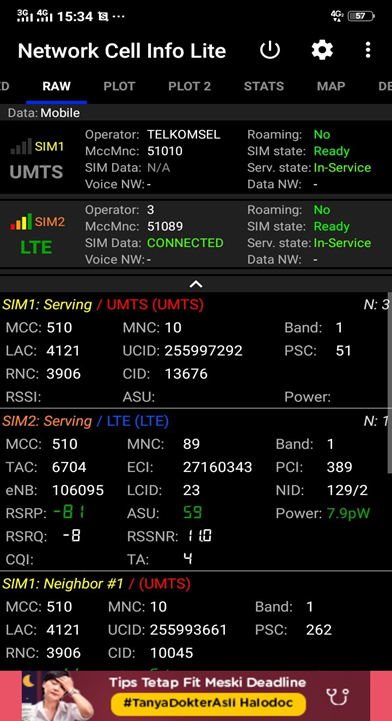 3G 4G 15:34 ... 4G 57
Network Cell Info Lite
ED RAW PLOT PLOT 2 STATS MAP DE
Data: Mobile
SIM1 Operator: TELKOMSEL Roaming: No
MccMnc: 51010 SIM state: Ready
UMTS SIM Data: N/A Serv. state: In-Service
Voice NW: - Data NW: -
SIM2 Operator: 3 Roaming: No
MccMnc: 51089 SIM state: Ready
LTE SIM Data: CONNECTED Serv. state: In-Service
Voice NW: - Data NW: -
SIM1: Serving / UMTS (UMTS) N: 3
MCC: 510 MNC: 10 Band: 1
LAC: 4121 UCID: 255997292 PSC: 51
RNC: 3906 CID: 13676
RSSI: ASU: Power:
SIM2: Serving / LTE (LTE) N: 1
MCC: 510 MNC: 89 Band: 1
TAC: 6704 ECI: 27160343 PCI: 389
eNB: 106095 LCID: 23 NID: 129/2
RSRP: -81 ASU: 59 Power: 7.9pW
RSRQ: -8 RSSNR: 11.0
CQI: TA: 4
SIM1: Neighbor #1 / (UMTS)
MCC: 510 MNC: 10 Band: 1
LAC: 4121 UCID: 255993661 PSC: 262
RNC: 3906 CID: 10045
Tips Tetap Fit Meski Deadline
#TanyaDokterAsli Halodoc